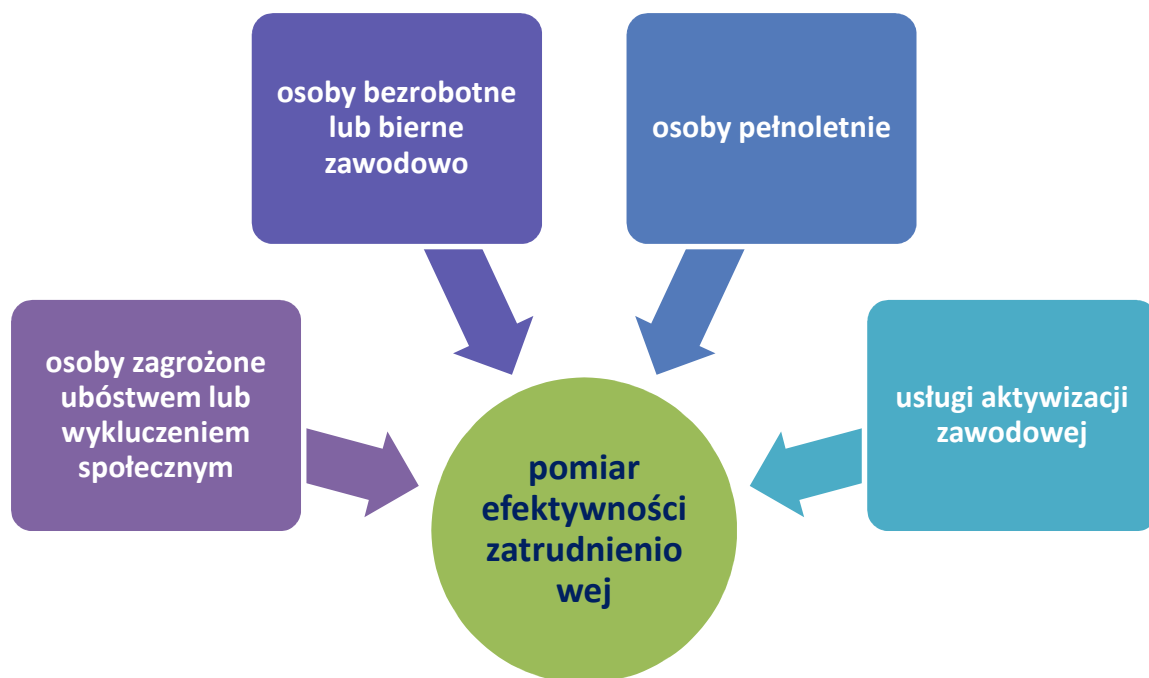 osoby bezrobotne
lub bierne
zawodowo
osoby pełnoletnie
osoby zagrożone
ubóstwem lub
wykluczeniem
społecznym
usługi aktywizacji
zawodowej
pomiar
efektywności
zatrudnienio
wej